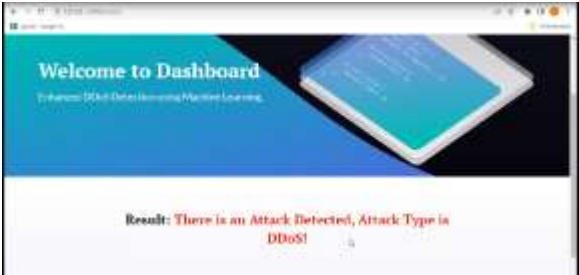 Welcome to Dashboard
Enhanced DDoS Detection using Machine Learning
Result: There is an Attack Detected, Attack Type is
DDoS!